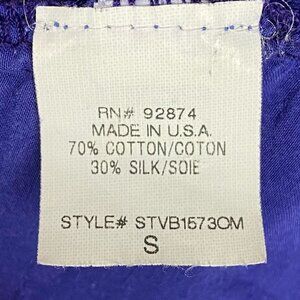 RN# 92874
MADE IN U.S.A.
70% COTTON/COTON
30% SILK/SOIE
STYLE# STVB1573OM
S